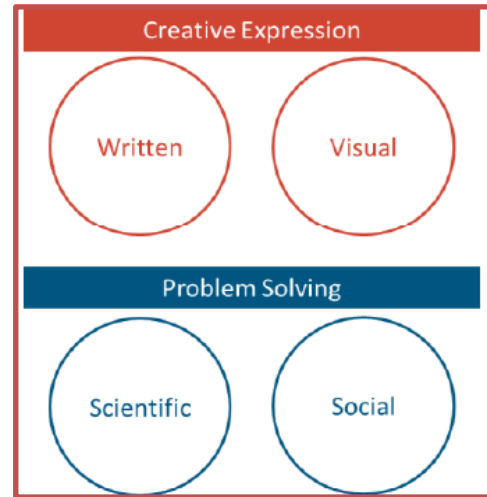 Creative Expression
Written
Visual
Problem Solving
Scientific
Social